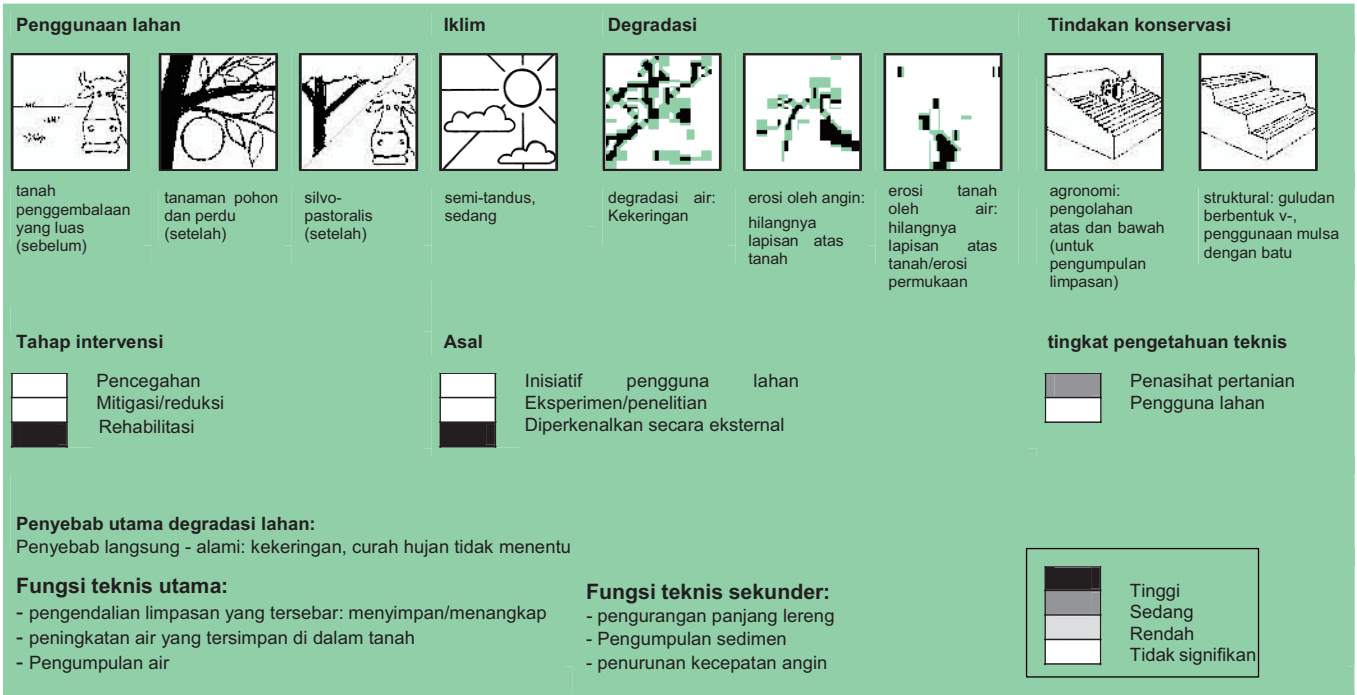 Penggunaan lahan
Iklim
Degradasi
Tindakan konservasi
tanah
penggembalaan
yang luas
(sebelum)
tanaman pohon
dan perdu
(setelah)
silvo-
pastoralis
(setelah)
semi-tandus,
sedang
degradasi air:
Kekeringan
erosi oleh angin:
hilangnya
lapisan atas
tanah
erosi tanah
oleh air:
hilangnya
lapisan atas
tanah/erosi
permukaan
agronomi:
pengolahan
atas dan bawah
(untuk
pengumpulan
limpasan)
struktural: guludan
berbentuk v-,
penggunaan mulsa
dengan batu
Tahap intervensi
Pencegahan
Mitigasi/reduksi
Rehabilitasi
Asal
Inisiatif pengguna lahan
Eksperimen/penelitian
Diperkenalkan secara eksternal
tingkat pengetahuan teknis
Penasihat pertanian
Pengguna lahan
Penyebab utama degradasi lahan:
Penyebab langsung - alami: kekeringan, curah hujan tidak menentu
Fungsi teknis utama:
- pengendalian limpasan yang tersebar: menyimpan/menangkap
- peningkatan air yang tersimpan di dalam tanah
- Pengumpulan air
Fungsi teknis sekunder:
- pengurangan panjang lereng
- Pengumpulan sedimen
- penurunan kecepatan angin
Tinggi
Sedang
Rendah
Tidak signifikan